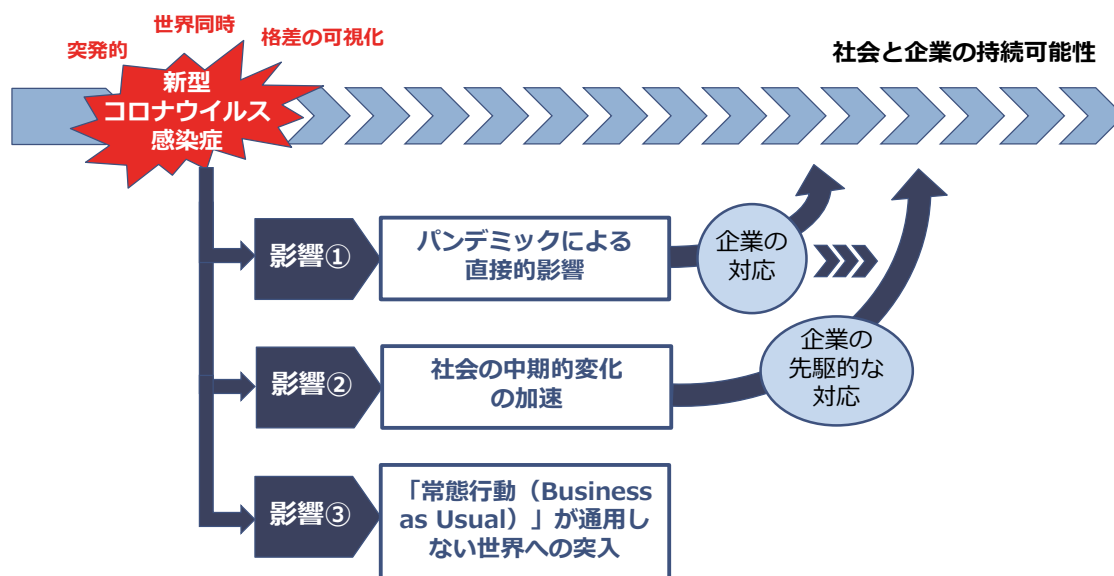 世界同時
突発的
格差の可視化
社会と企業の持続可能性
新型
コロナウイルス
感染症
影響①
パンデミックによる
直接的影響
企業の
対応
影響②
社会の中期的変化
の加速
企業の
先駆的な
対応
影響③
「常態行動（Business
as Usual）」が通用し
ない世界への突入